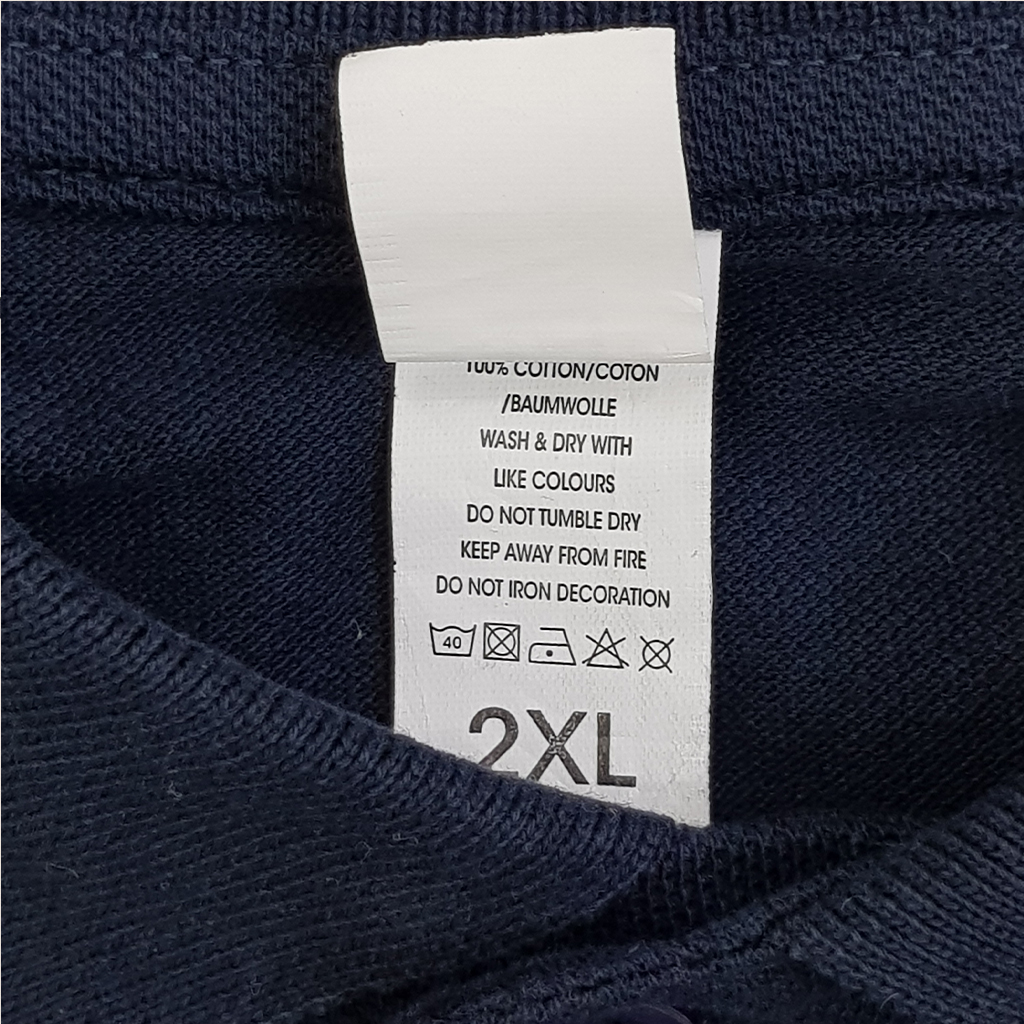 100% COTTON/COTON
/BAUMWOLLE
WASH & DRY WITH
LIKE COLOURS
DO NOT TUMBLE DRY
KEEP AWAY FROM FIRE
DO NOT IRON DECORATION
40
2XL